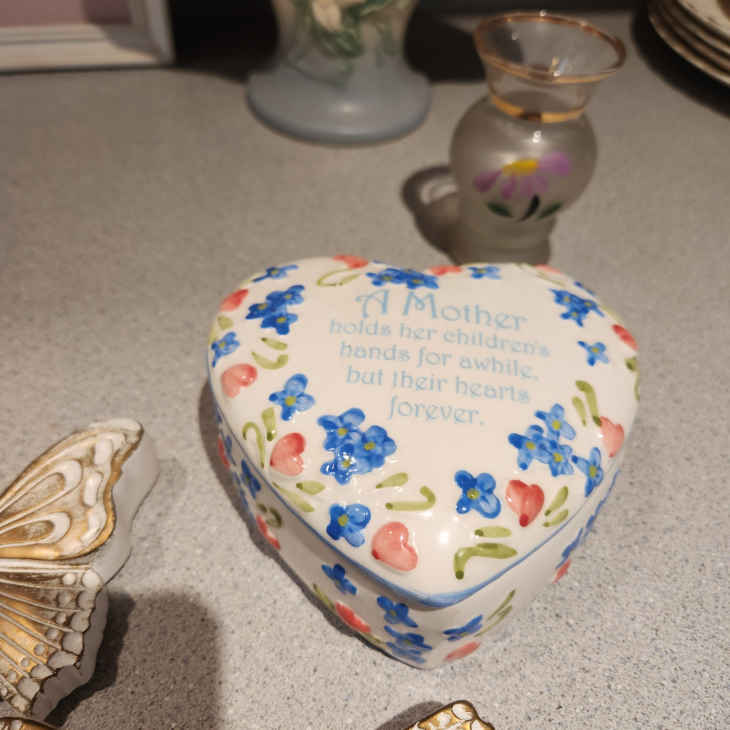 A Mother
holds her children's
hands for awhile,
but their hearts
forever.